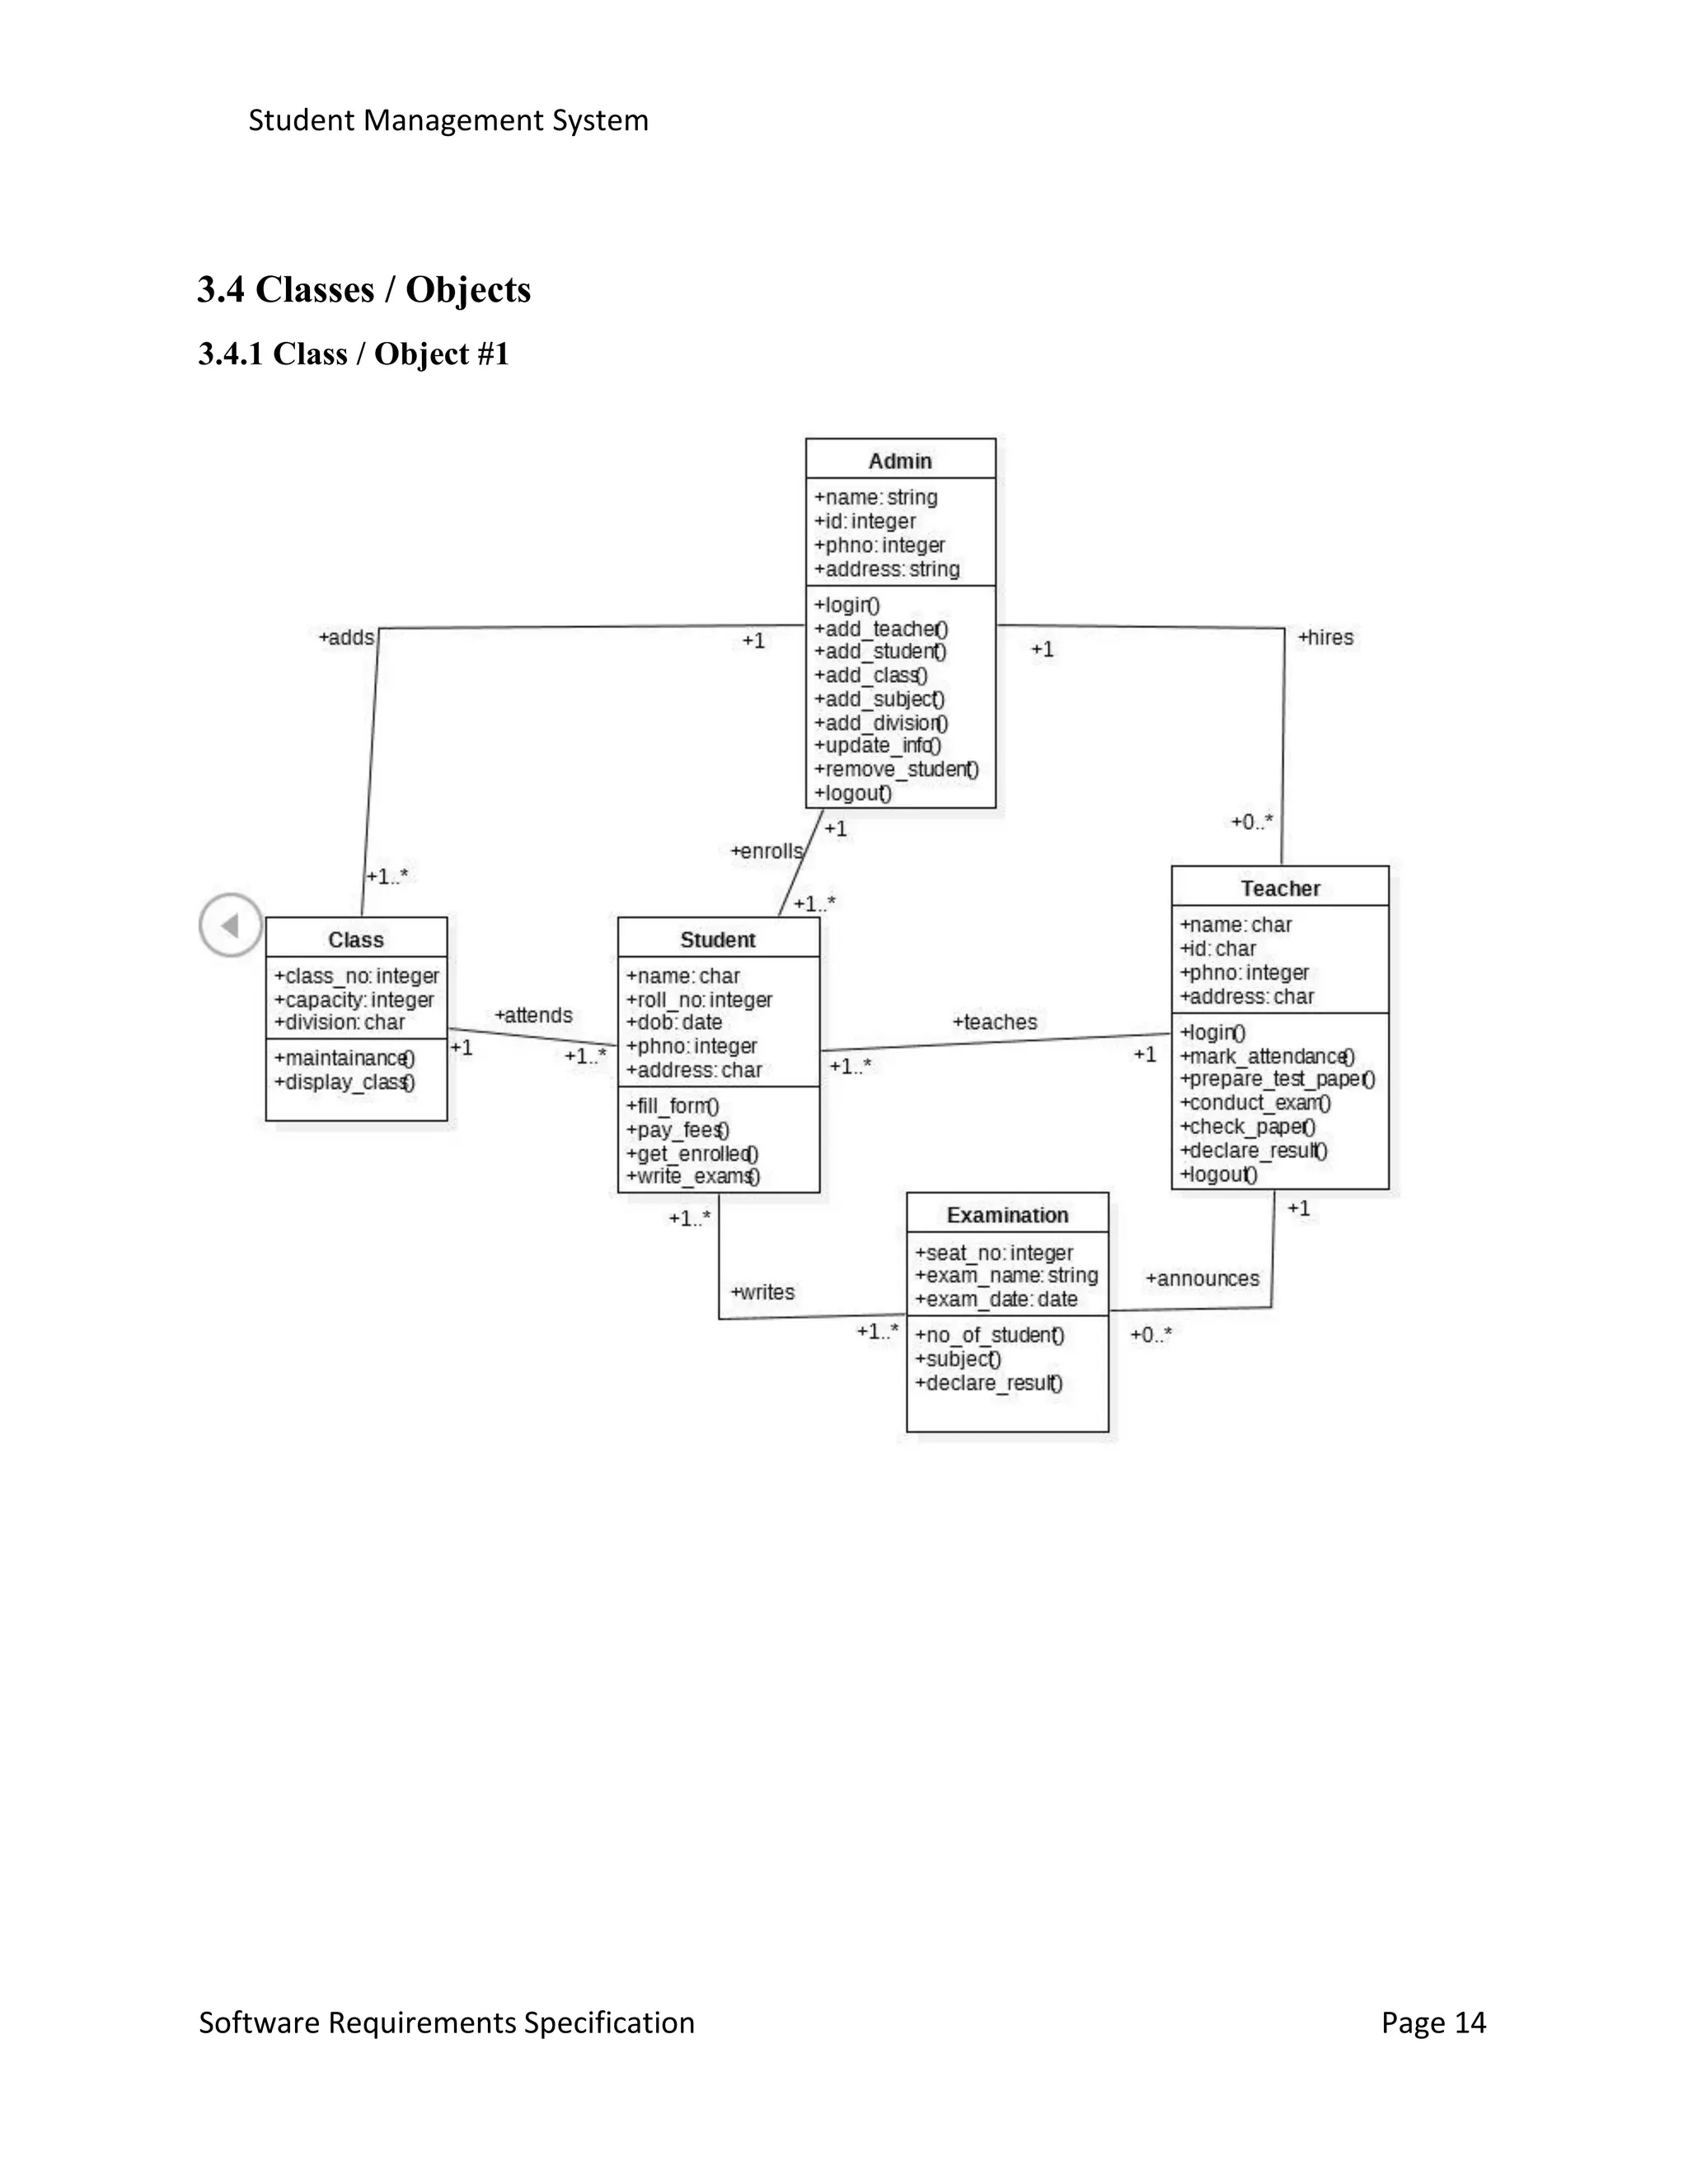 Student Management System
3.4 Classes / Objects
3.4.1 Class / Object #1
Admin
+name: string
+id: integer
+phno: integer
+address: string
+login()
+add_teacher()
+add_student()
+add_class()
+add_subject()
+add_division()
+update_info()
+remove_student()
+logout()
+adds
+1
+1
+hires
+1
+enrolls
+1..*
+0..*
+1..*
Class
+class_no: integer
+capacity: integer
+division: char
+maintainance()
+display_class()
+attends
+1
+1..*
Student
+name: char
+roll_no: integer
+dob: date
+phno: integer
+address: char
+fill_form()
+pay_fees()
+get_enrolled()
+write_exams()
+teaches
+1..*
+1
Teacher
+name: char
+id: char
+phno: integer
+address: char
+login()
+mark_attendance()
+prepare_test_paper()
+conduct_exam()
+check_paper()
+declare_result()
+logout()
+1..*
+writes
+1..*
Examination
+seat_no: integer
+exam_name: string
+exam_date: date
+no_of_student()
+subject()
+declare_result()
+1
+announces
+0..*
Software Requirements Specification
Page 14